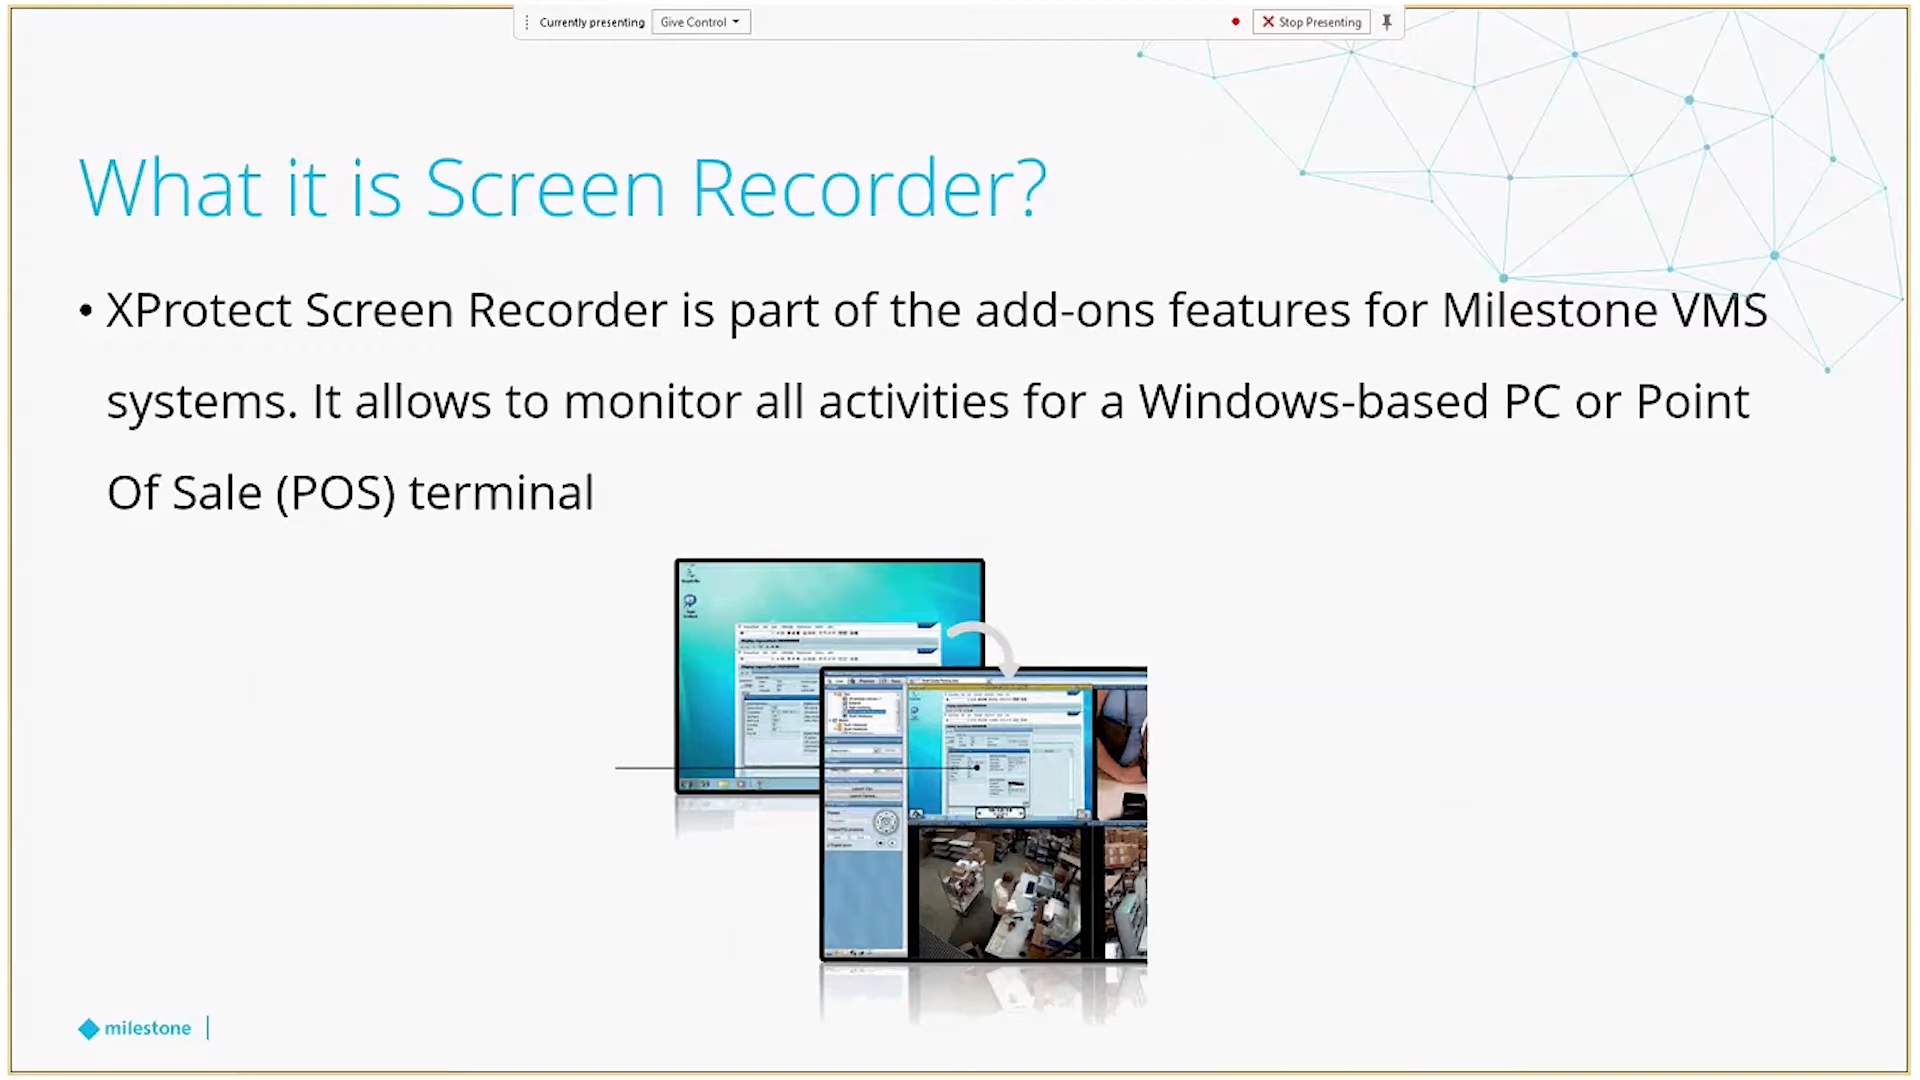 Currently presenting Give Control Stop Presenting
What it is Screen Recorder?
• XProtect Screen Recorder is part of the add-ons features for Milestone VMS
systems. It allows to monitor all activities for a Windows-based PC or Point
Of Sale (POS) terminal
milestone